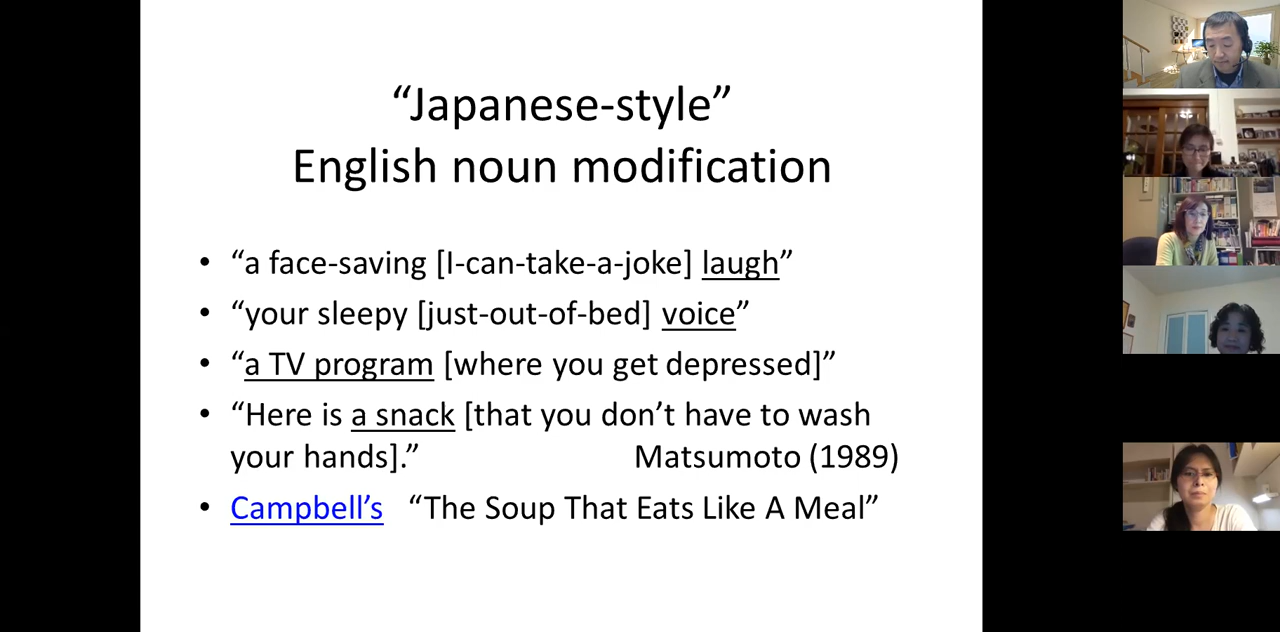 “Japanese-style”
English noun modification
• “a face-saving [I-can-take-a-joke] laugh”
• “your sleepy [just-out-of-bed] voice”
• “a TV program [where you get depressed]”
• “Here is a snack [that you don’t have to wash
your hands].” Matsumoto (1989)
• Campbell’s “The Soup That Eats Like A Meal”